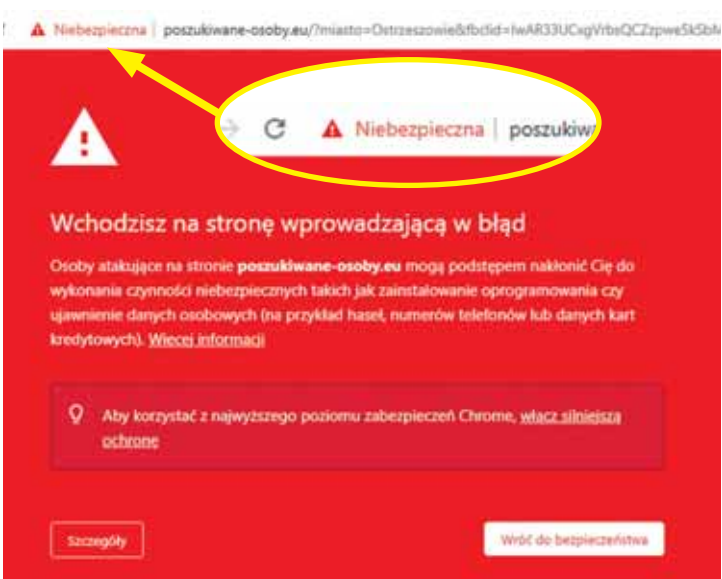 Niebezpieczna | poszukiwane-osoby.eu/?miasto=Ostrzeszowie&fbclid=
Niebezpieczna | poszukiw
Wchodzisz na stronę wprowadzającą w błąd
Osoby atakujące na stronie poszukiwane-osoby.eu mogą podstępem nakłonić Cię do
wykonania czynności niebezpiecznych takich jak zainstalowanie oprogramowania czy
ujawnienie danych osobowych (na przykład haseł, numerów telefonów lub danych kart
kredytowych). Więcej informacji
Aby korzystać z najwyższego poziomu zabezpieczeń Chrome, włącz silniejszą
ochronę
Szczegóły
Wróć do bezpieczeństwa